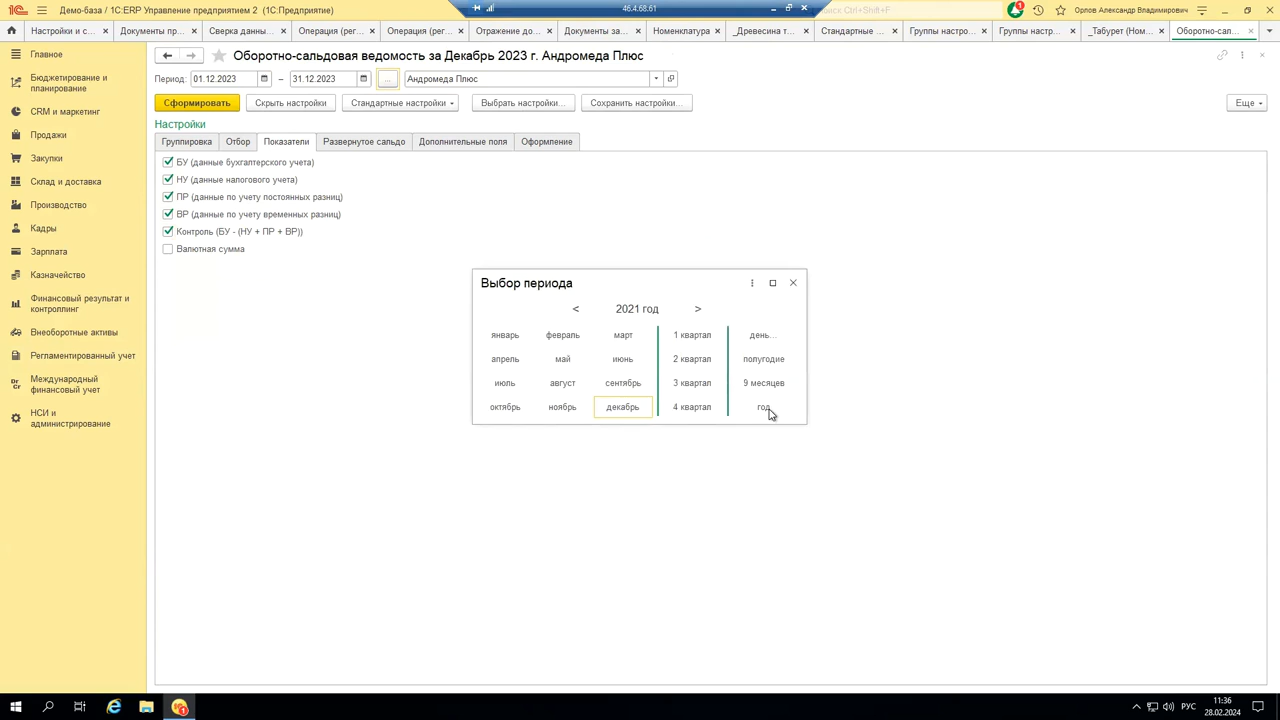 Демо-база / 1С:ERP Управление предприятием 2 (1С:Предприятие)
46.4.68.61
поиск Ctrl+Shift+F
1
Орлов Александр Владимирович
Настройки и с...
Документы пр...
Сверка данны...
Операция (рег...
Операция (рег...
Отражение до...
Документы за...
Номенклатура
_Древесина т...
Стандартные ...
Группы настро...
Группы настр...
_Табурет (Ном...
Оборотно-сал...
Главное
Бюджетирование и планирование
CRM и маркетинг
Продажи
Закупки
Склад и доставка
Производство
Кадры
Зарплата
Казначейство
Финансовый результат и контроллинг
Внеоборотные активы
Регламентированный учет
Международный финансовый учет
НСИ и администрирование
Оборотно-сальдовая ведомость за Декабрь 2023 г. Андромеда Плюс
Период: 01.12.2023 – 31.12.2023 ... Андромеда Плюс
Сформировать Скрыть настройки Стандартные настройки Выбрать настройки... Сохранить настройки... Еще
Настройки
Группировка Отбор Показатели Развернутое сальдо Дополнительные поля Оформление
БУ (данные бухгалтерского учета)
НУ (данные налогового учета)
ПР (данные по учету постоянных разниц)
ВР (данные по учету временных разниц)
Контроль (БУ - (НУ + ПР + ВР))
Валютная сумма
Выбор периода
< 2021 год >
январь февраль март 1 квартал день...
апрель май июнь 2 квартал полугодие
июль август сентябрь 3 квартал 9 месяцев
октябрь ноябрь декабрь 4 квартал год
РУС
11:36
28.02.2024